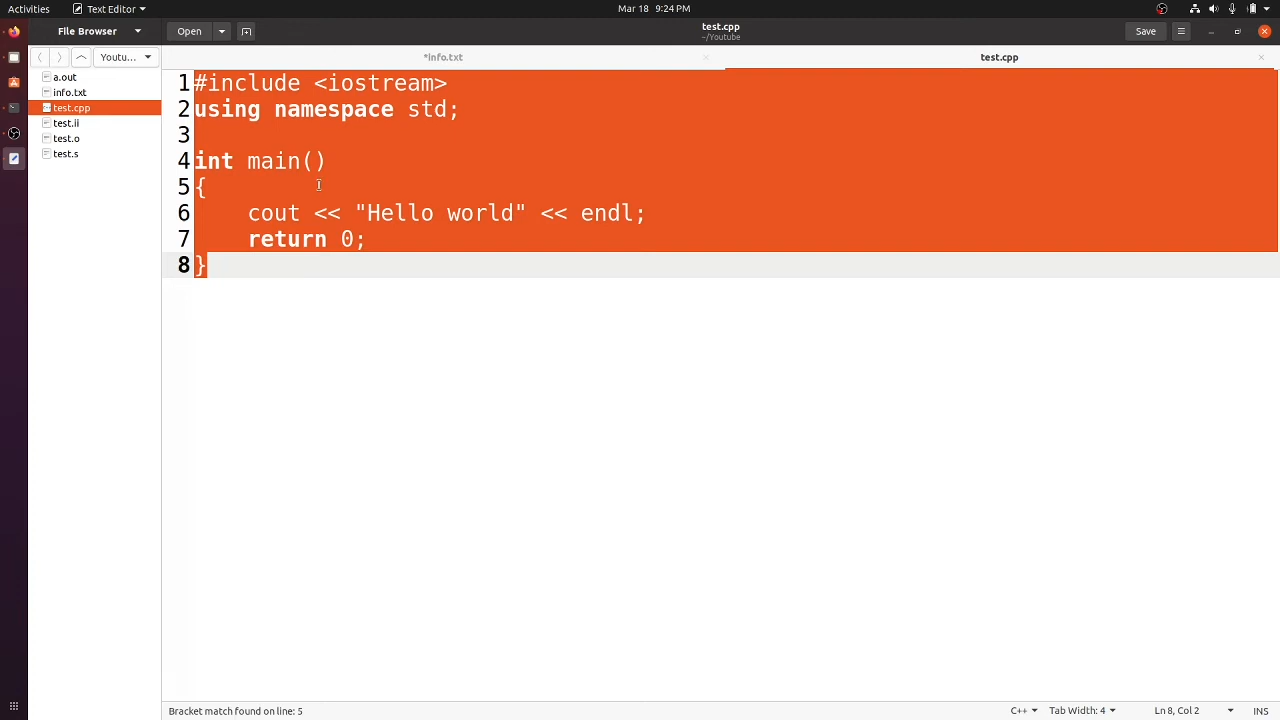 Activities Text Editor Mar 18 9:24 PM
File Browser Open test.cpp ~/Youtube Save
Youtu... *info.txt test.cpp
a.out
info.txt
test.cpp
test.ii
test.o
test.s
1 #include <iostream>
2 using namespace std;
3
4 int main()
5 {
6 cout << "Hello world" << endl;
7 return 0;
8 }
Bracket match found on line: 5 C++ Tab Width: 4 Ln 8, Col 2 INS